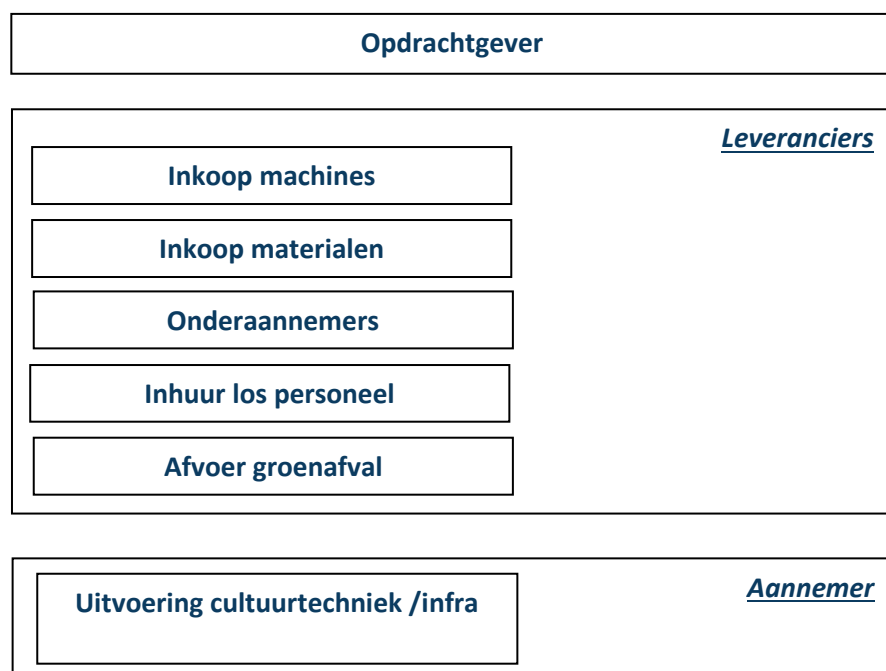 Opdrachtgever
Leveranciers
Inkoop machines
Inkoop materialen
Onderaannemers
Inhuur los personeel
Afvoer groenafval
Aannemer
Uitvoering cultuurtechniek /infra